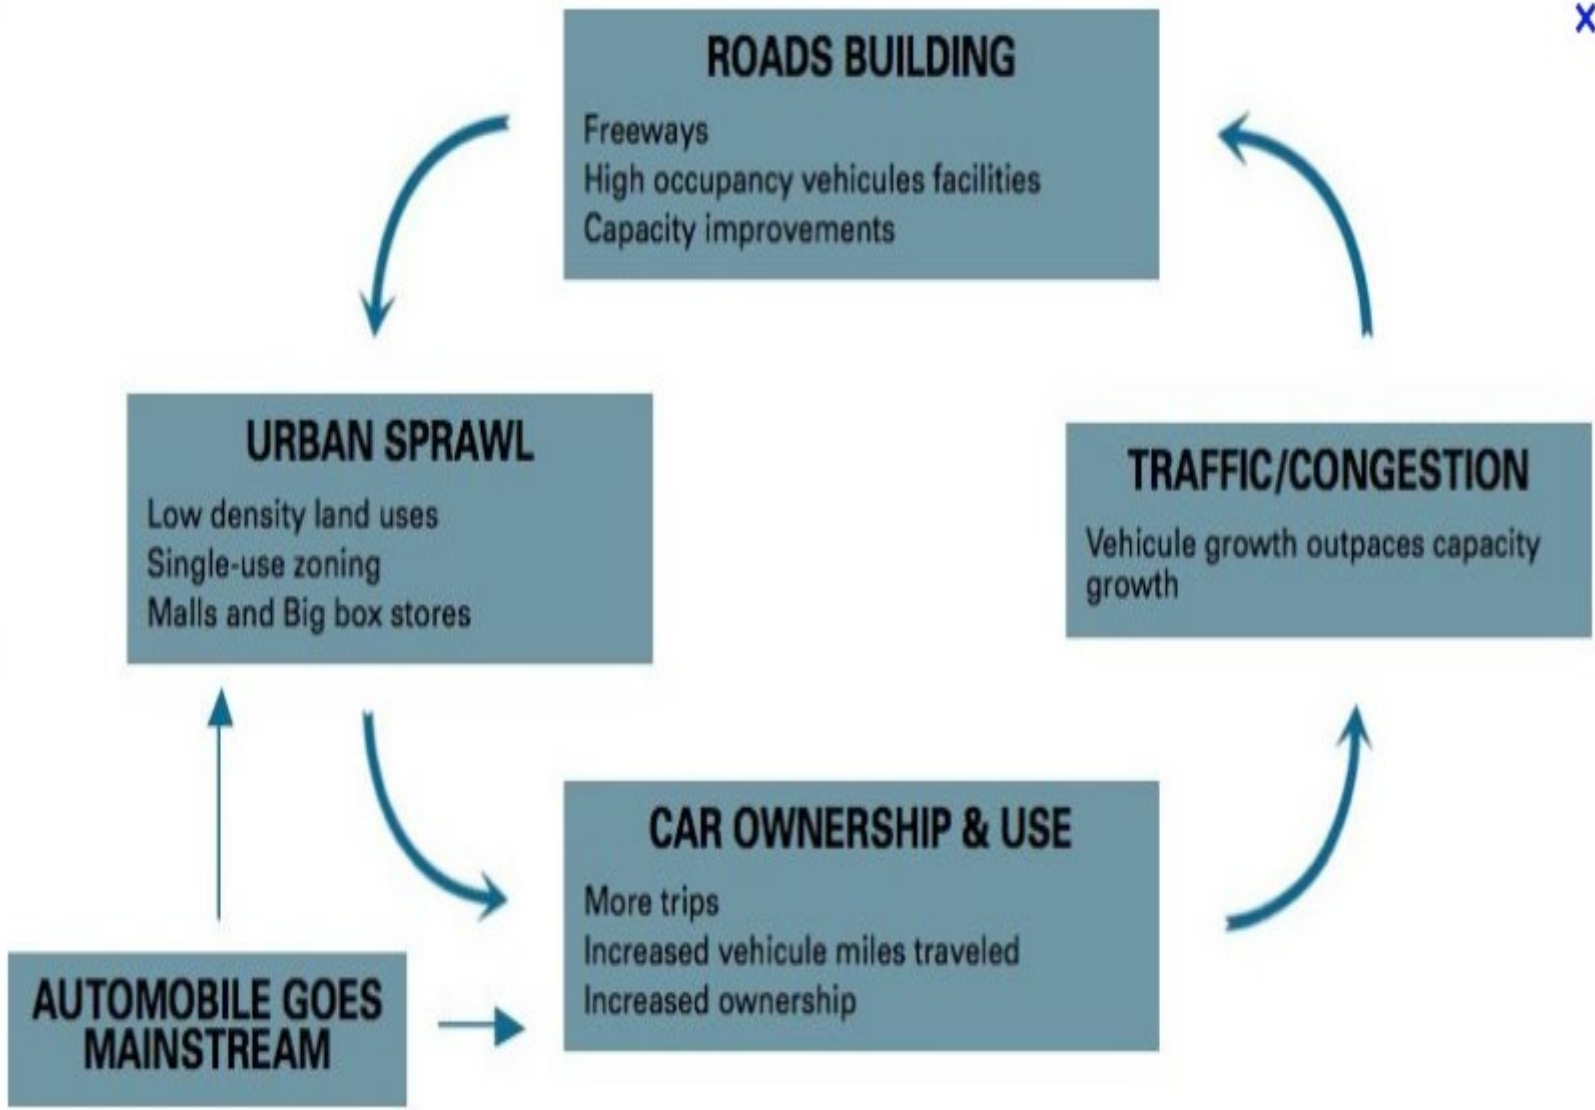 ROADS BUILDING
Freeways
High occupancy vehicules facilities
Capacity improvements
URBAN SPRAWL
Low density land uses
Single-use zoning
Malls and Big box stores
TRAFFIC/CONGESTION
Vehicule growth outpaces capacity
growth
CAR OWNERSHIP & USE
More trips
Increased vehicule miles traveled
Increased ownership
AUTOMOBILE GOES
MAINSTREAM
x